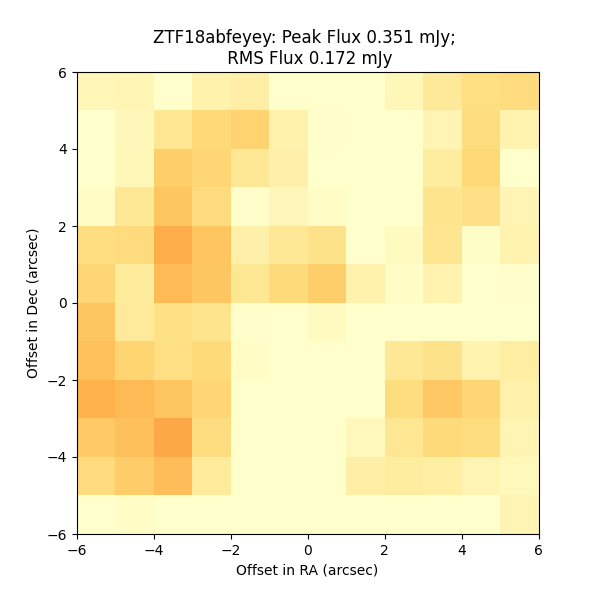 ZTF18abfeyey: Peak Flux 0.351 mJy;
RMS Flux 0.172 mJy
6
4
2
0
−2
−4
−6
Offset in Dec (arcsec)
−6 −4 −2 0 2 4 6
Offset in RA (arcsec)